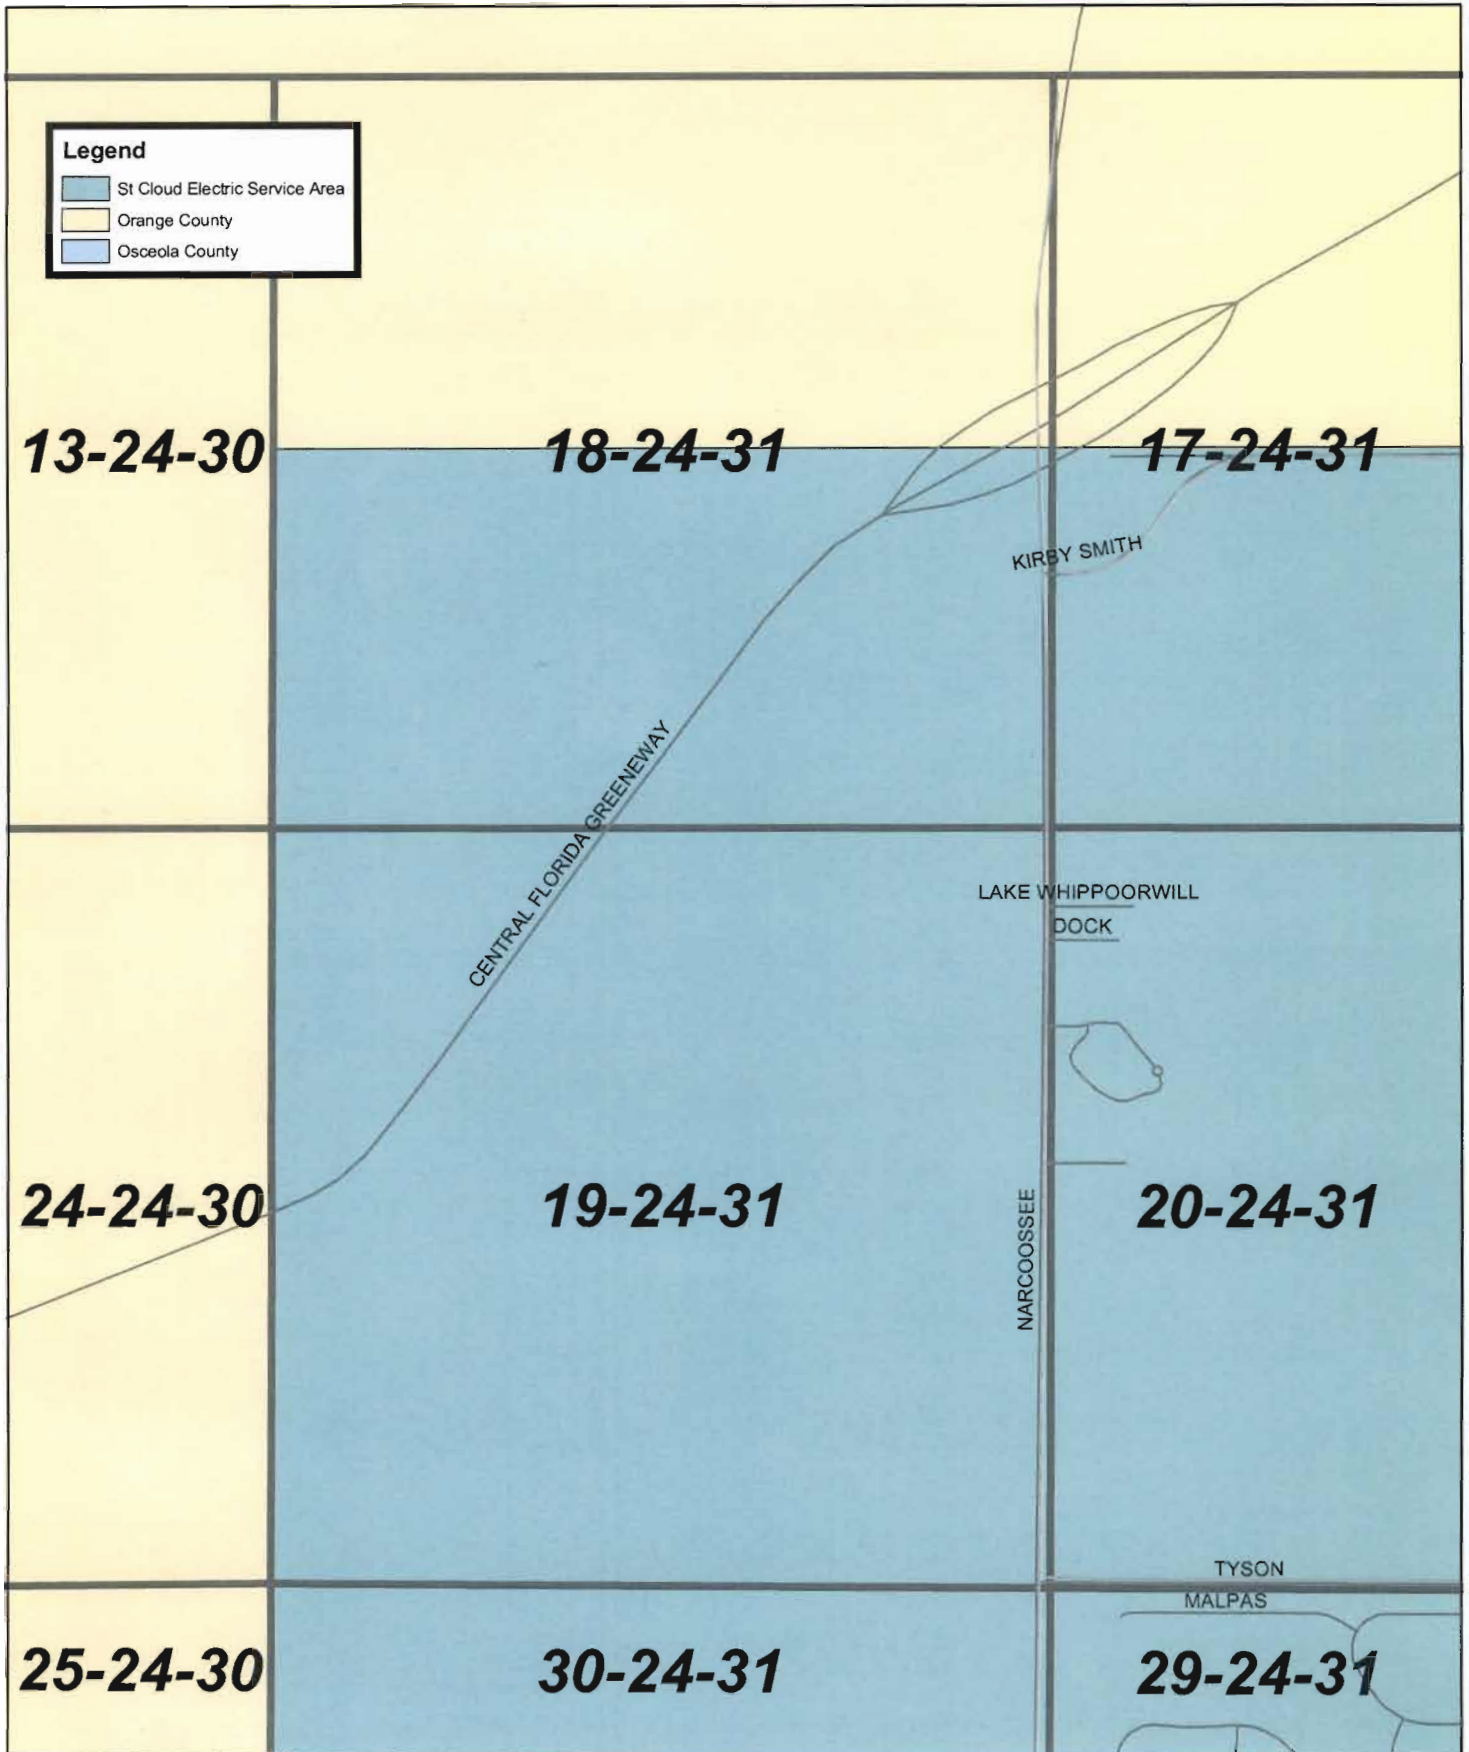 Legend
St Cloud Electric Service Area
Orange County
Osceola County
13-24-30
18-24-31
17-24-31
KIRBY SMITH
CENTRAL FLORIDA GREENEWAY
LAKE WHIPPOORWILL
DOCK
24-24-30
19-24-31
NARCOOSSEE
20-24-31
TYSON
MALPAS
25-24-30
30-24-31
29-24-31